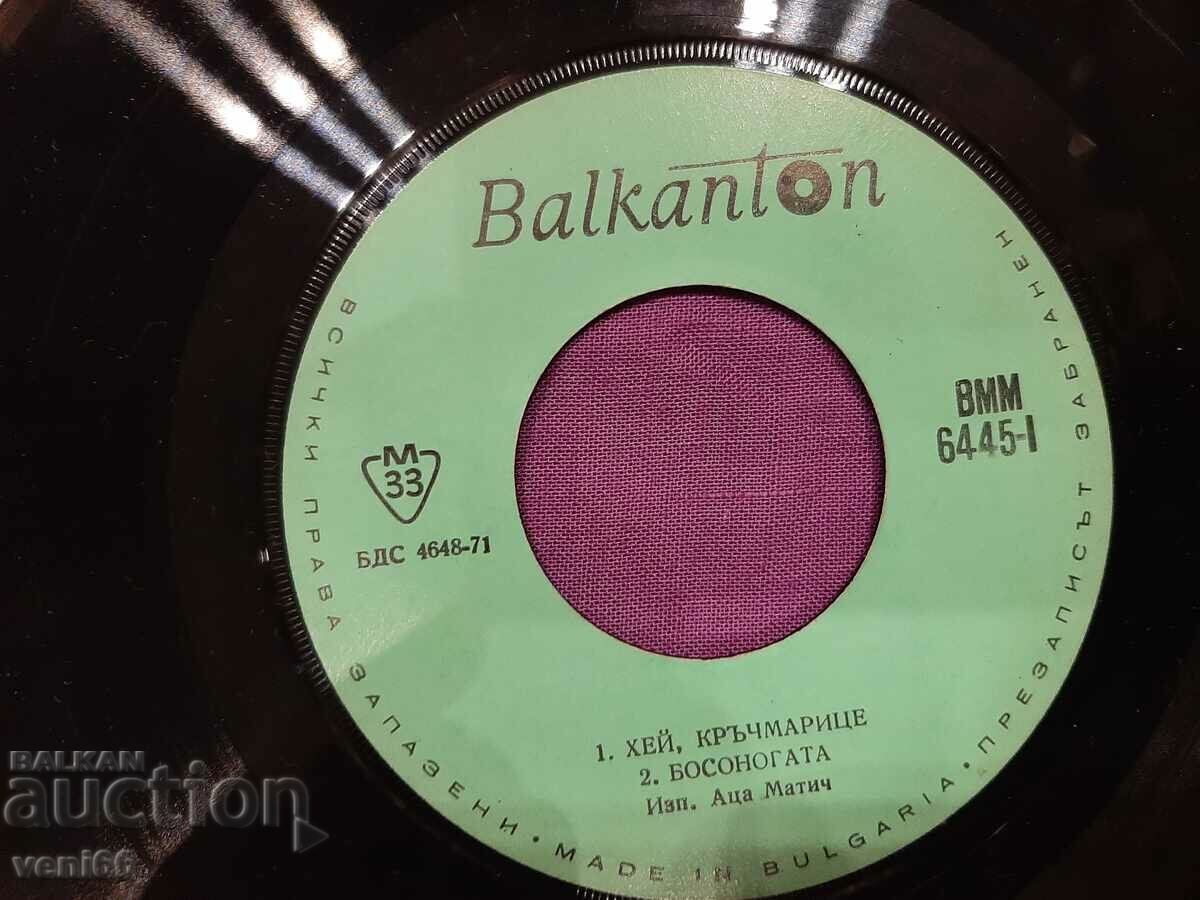 Balkanton
ВММ
6445-I
М
33
БДС 4648-71
1. ХЕЙ, КРЪЧМАРИЦЕ
2. БОСОНОГАТА
Изп. Аца Матич
ВСИЧКИ ПРАВА ЗАПАЗЕНИ • MADE IN BULGARIA • ПРЕЗАПИСЪТ ЗАБРАНЕН
BALKAN
auction
veni66